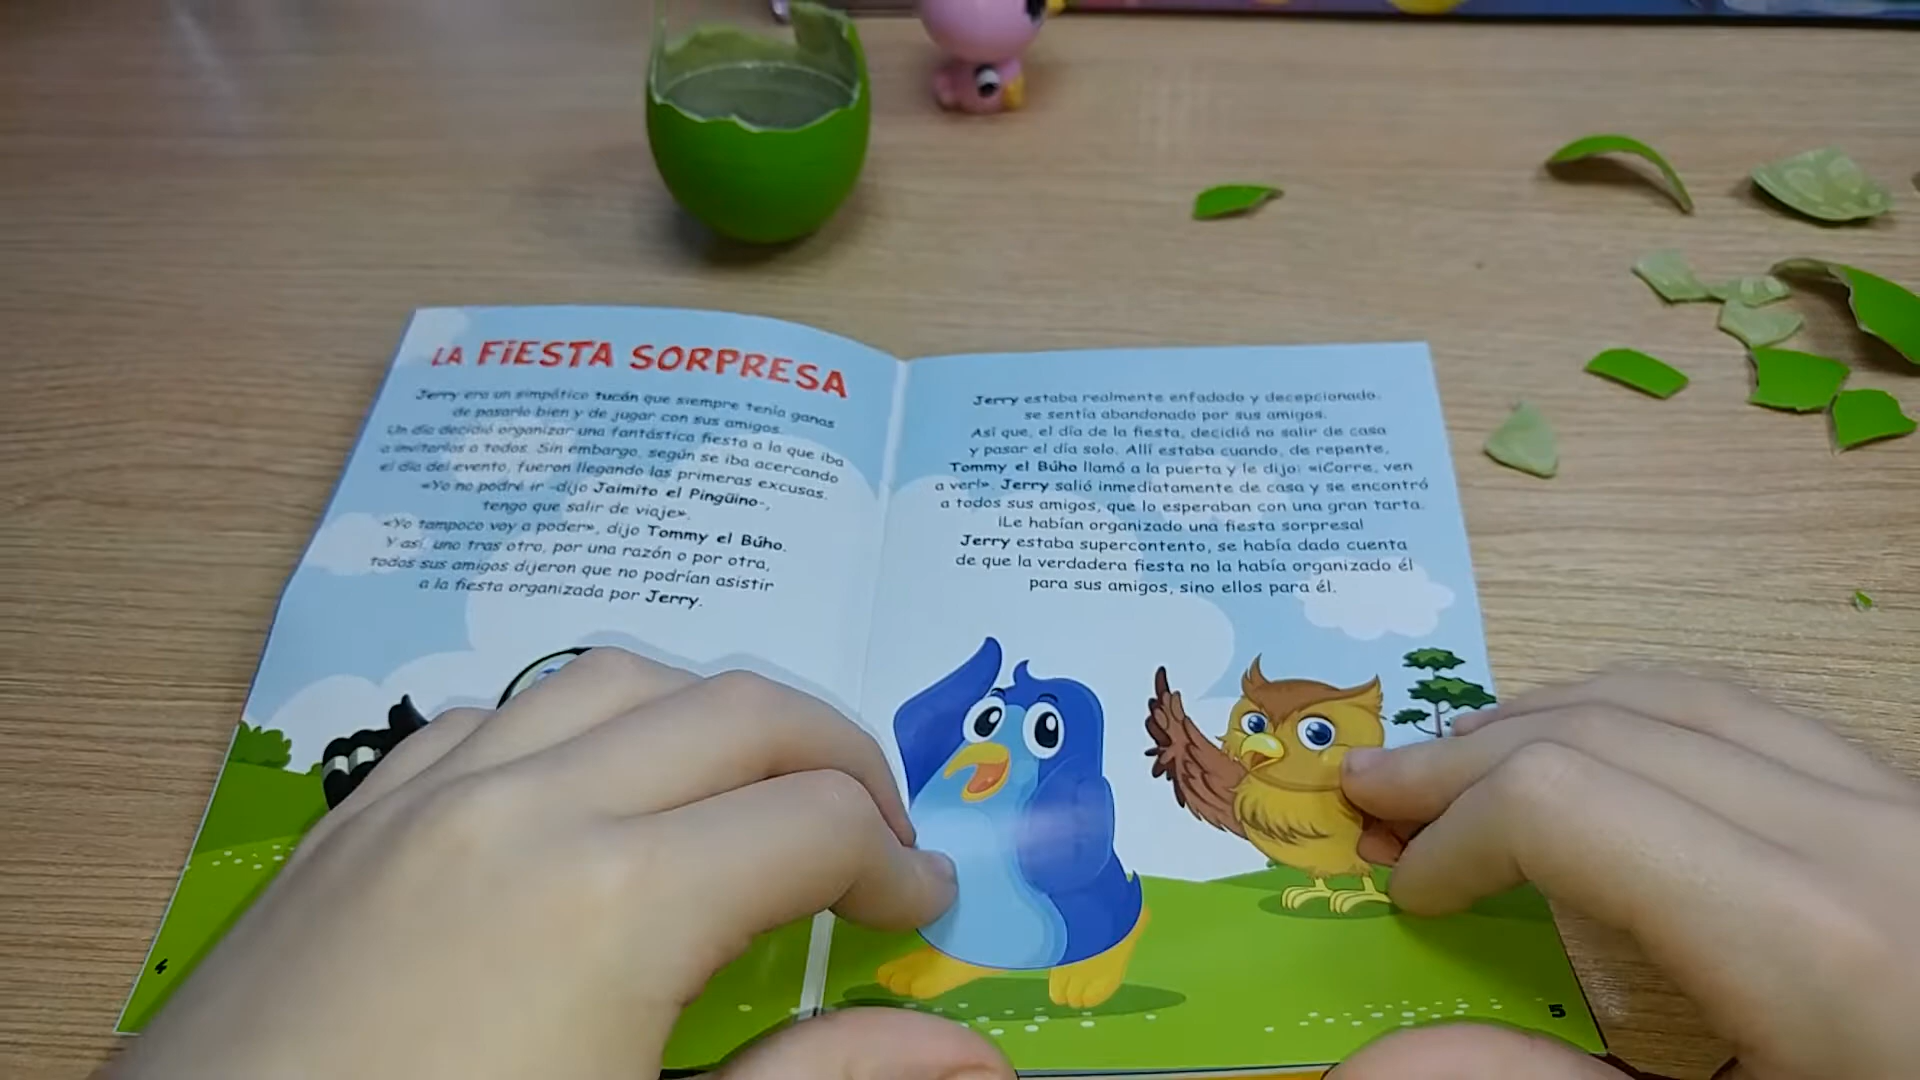 LA FIESTA SORPRESA
Jerry era un simpático tucán que siempre tenía ganas
de pasarlo bien y de jugar con sus amigos.
Un día decidió organizar una fantástica fiesta a la que iba
a invitarlos a todos. Sin embargo, según se iba acercando
el día del evento, fueron llegando las primeras excusas.
«Yo no podré ir -dijo Jaimito el Pingüino-,
tengo que salir de viaje».
«Yo tampoco voy a poder», dijo Tommy el Búho.
Y así, uno tras otro, por una razón o por otra,
todos sus amigos dijeron que no podrían asistir
a la fiesta organizada por Jerry.
4
Jerry estaba realmente enfadado y decepcionado:
se sentía abandonado por sus amigos.
Así que, el día de la fiesta, decidió no salir de casa
y pasar el día solo. Allí estaba cuando, de repente,
Tommy el Búho llamó a la puerta y le dijo: «¡Corre, ven
a ver!». Jerry salió inmediatamente de casa y se encontró
a todos sus amigos, que lo esperaban con una gran tarta.
¡Le habían organizado una fiesta sorpresa!
Jerry estaba supercontento, se había dado cuenta
de que la verdadera fiesta no la había organizado él
para sus amigos, sino ellos para él.
5